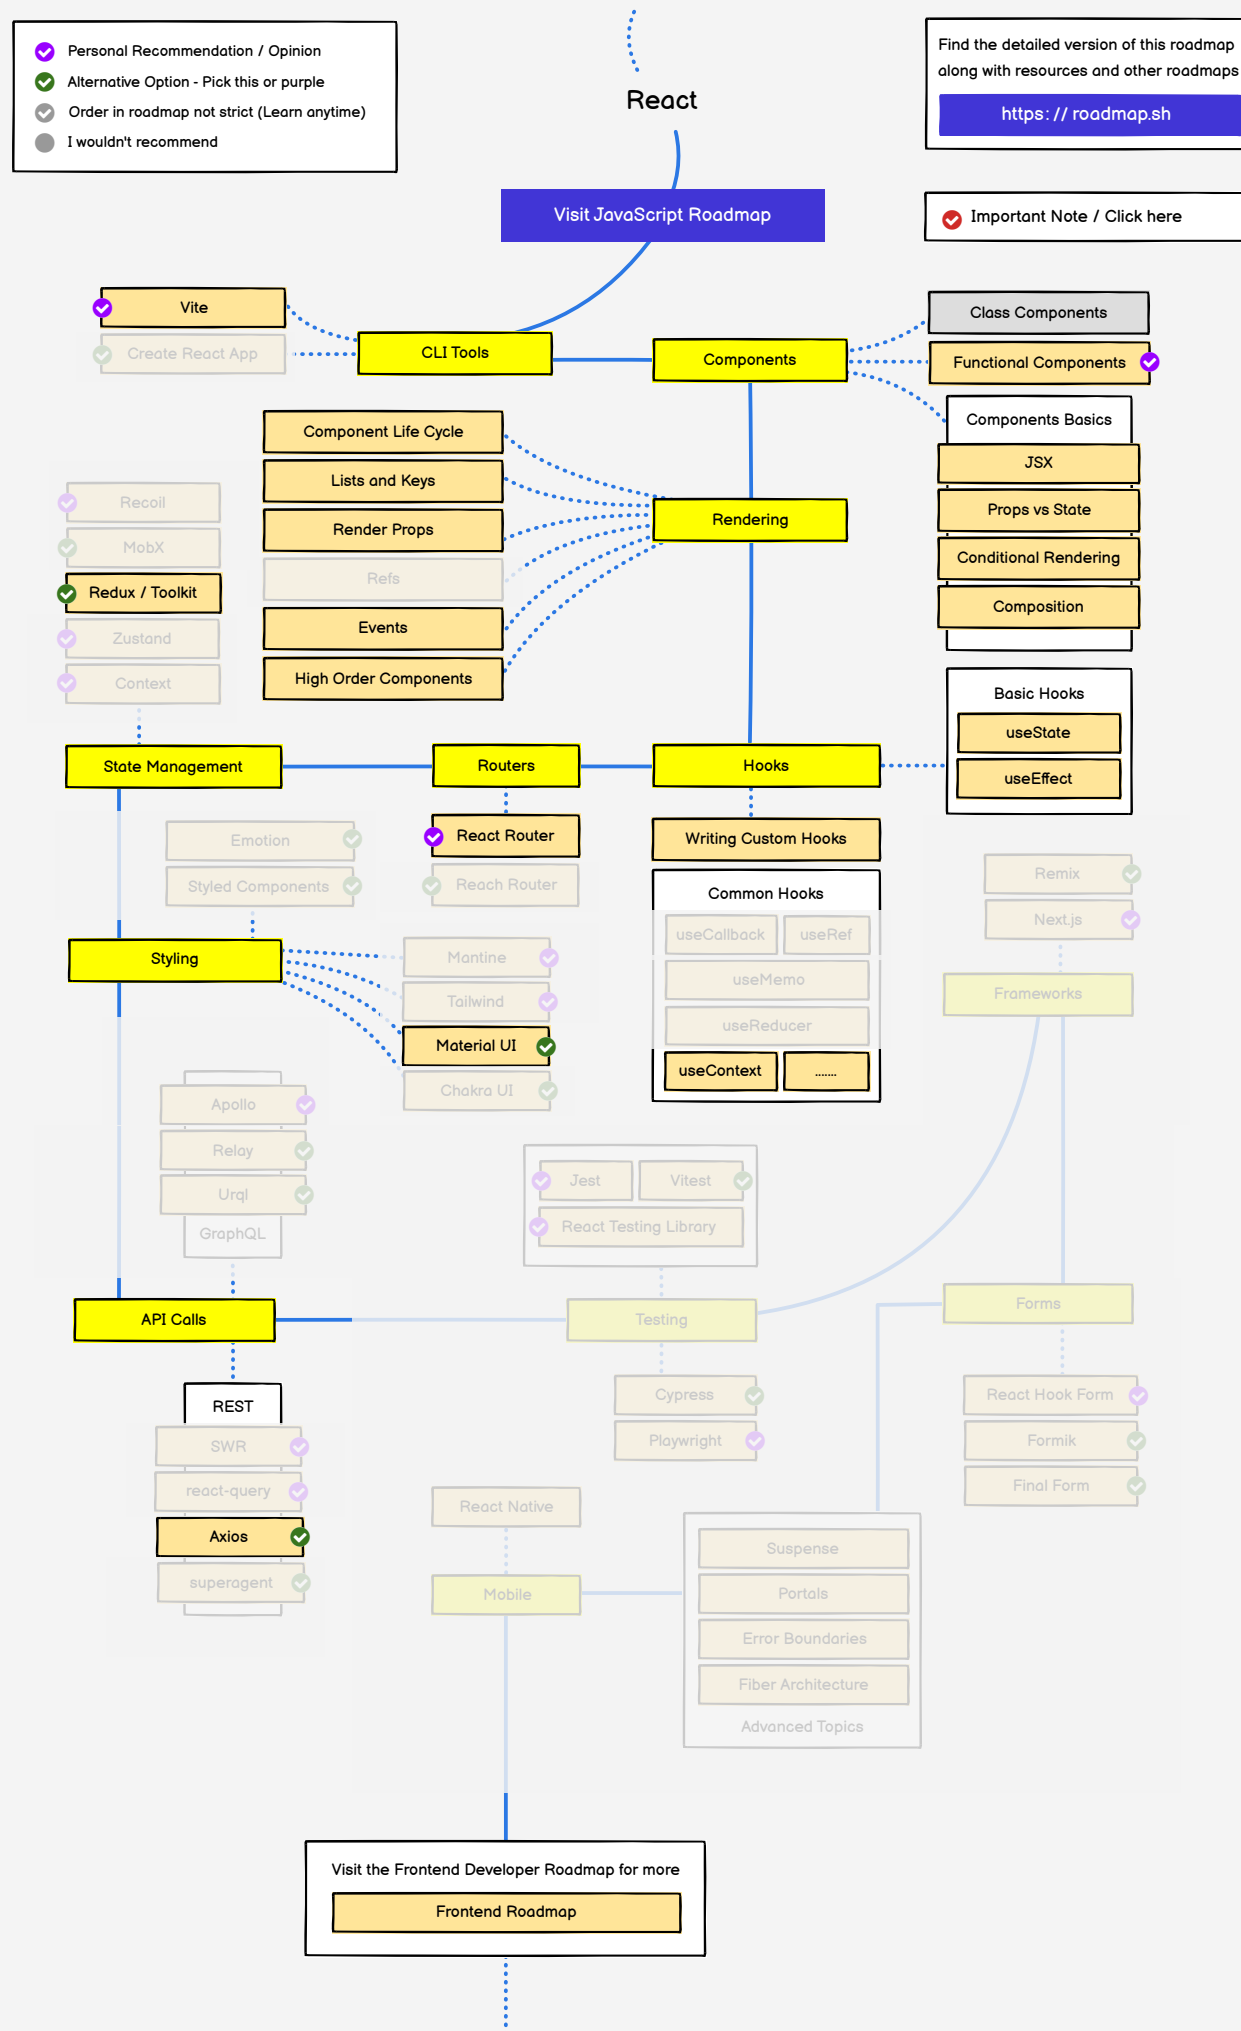 Personal Recommendation / Opinion
Alternative Option - Pick this or purple
Order in roadmap not strict (Learn anytime)
I wouldn't recommend
React
Find the detailed version of this roadmap
along with resources and other roadmaps
https: // roadmap.sh
Visit JavaScript Roadmap
Important Note / Click here
Vite
Create React App
CLI Tools
Components
Class Components
Functional Components
Components Basics
JSX
Props vs State
Conditional Rendering
Composition
Component Life Cycle
Lists and Keys
Render Props
Refs
Events
High Order Components
Rendering
Recoil
MobX
Redux / Toolkit
Zustand
Context
Basic Hooks
useState
useEffect
State Management
Routers
Hooks
React Router
Reach Router
Writing Custom Hooks
Common Hooks
useCallback
useRef
useMemo
useReducer
useContext
.......
Emotion
Styled Components
Styling
Mantine
Tailwind
Material UI
Chakra UI
Remix
Next.js
Frameworks
Apollo
Relay
Urql
GraphQL
Jest
Vitest
React Testing Library
API Calls
Testing
Forms
REST
SWR
react-query
Axios
superagent
Cypress
Playwright
React Hook Form
Formik
Final Form
React Native
Mobile
Suspense
Portals
Error Boundaries
Fiber Architecture
Advanced Topics
Visit the Frontend Developer Roadmap for more
Frontend Roadmap